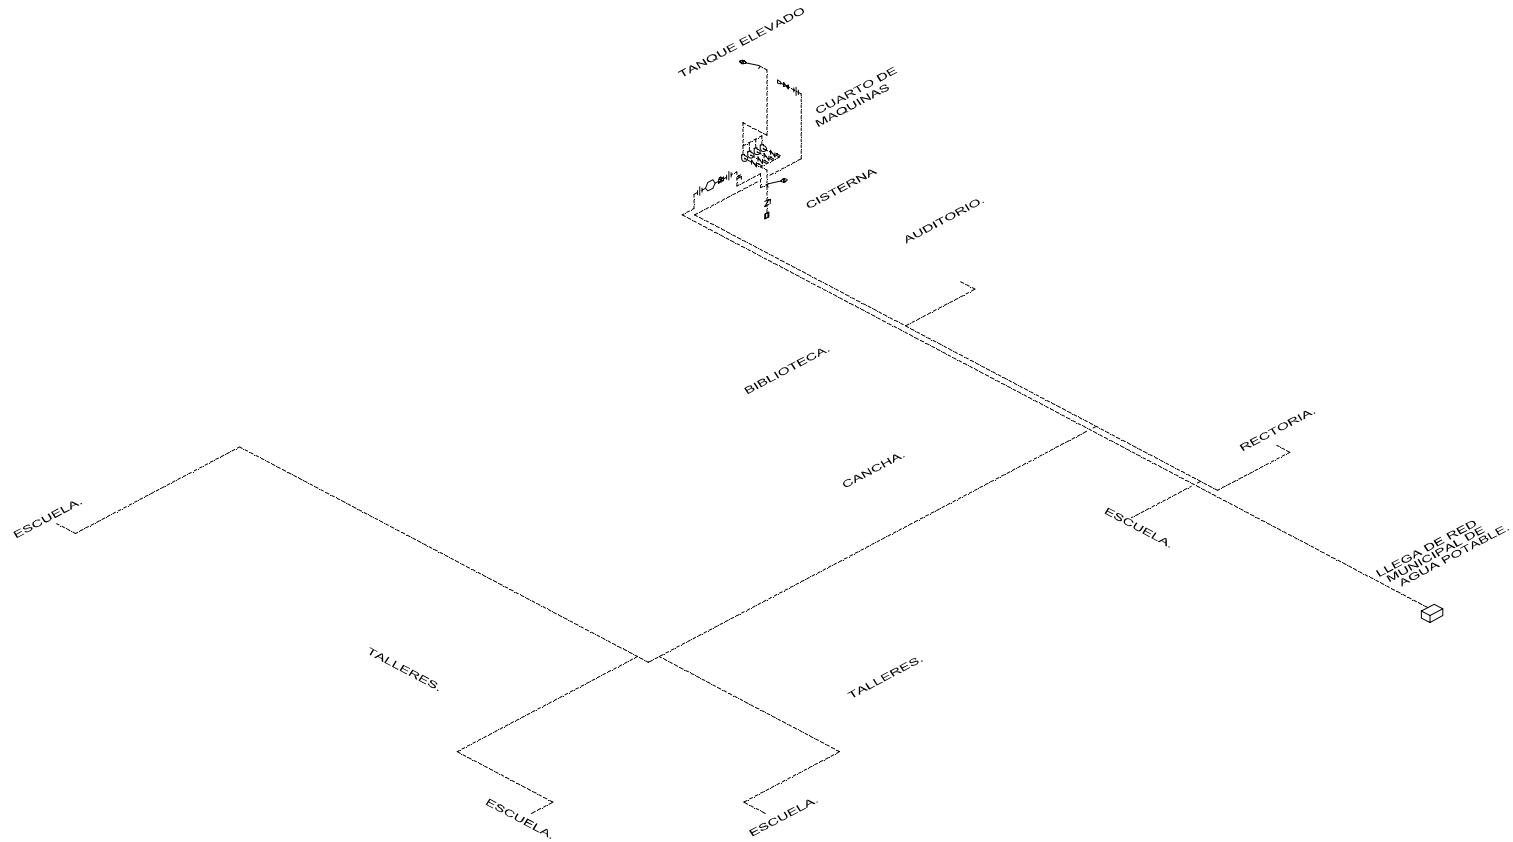 TANQUE ELEVADO
CUARTO DE
MAQUINAS
CISTERNA
AUDITORIO.
BIBLIOTECA.
RECTORIA.
CANCHA.
ESCUELA.
ESCUELA.
LLEGA DE RED
MUNICIPAL DE
AGUA POTABLE.
TALLERES.
TALLERES.
ESCUELA.
ESCUELA.